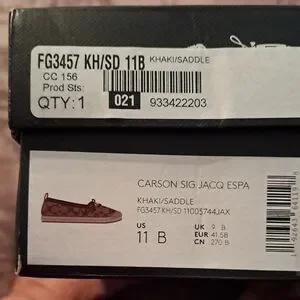 FG3457 KH/SD 11B KHAKI/SADDLE
CC 156
Prod Sts:
QTY: 1 021 933422203
CARSON SIG JACQ ESPA
KHAKI/SADDLE
FG3457 KH/SD 11005744JAX
US UK 9 B
11 B EUR 41.5B
CN 270 B